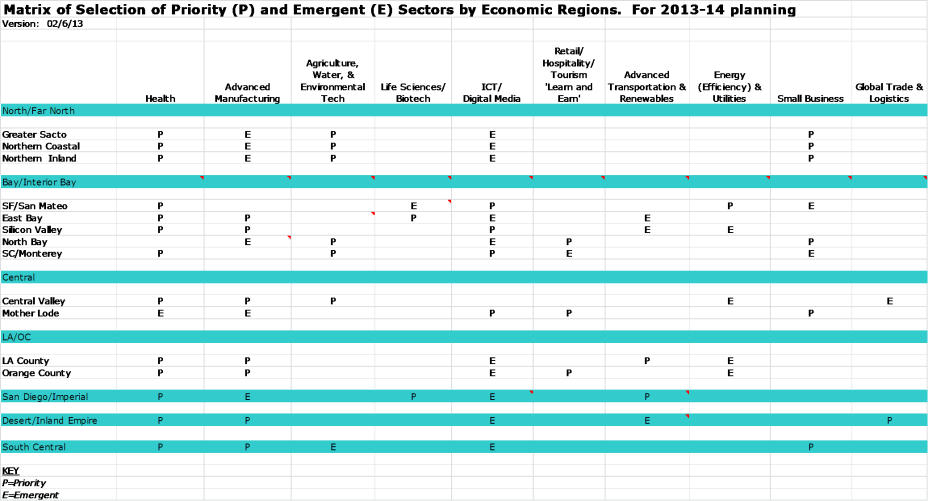 Matrix of Selection of Priority (P) and Emergent (E) Sectors by Economic Regions.  For 2013-14 planning
Version:  02/6/13
Health
Advanced
Manufacturing
Agriculture,
Water, &
Environmental
Tech
Life Sciences/
Biotech
ICT/
Digital Media
Retail/
Hospitality/
Tourism
'Learn and
Earn'
Advanced
Transportation &
Renewables
Energy
(Efficiency) &
Utilities
Small Business
Global Trade &
Logistics
North/Far North
Greater Sacto P E P E P
Northern Coastal P E P E P
Northern  Inland P E P E P
Bay/Interior Bay
SF/San Mateo P E P P E
East Bay P P P E E
Silicon Valley P P P E E
North Bay E P E P P
SC/Monterey P P P E E
Central
Central Valley P P P E E
Mother Lode E E P P P
LA/OC
LA County P P E P E
Orange County P P E P E
San Diego/Imperial P E P E P
Desert/Inland Empire P P E E P
South Central P P E E P
KEY
P=Priority
E=Emergent